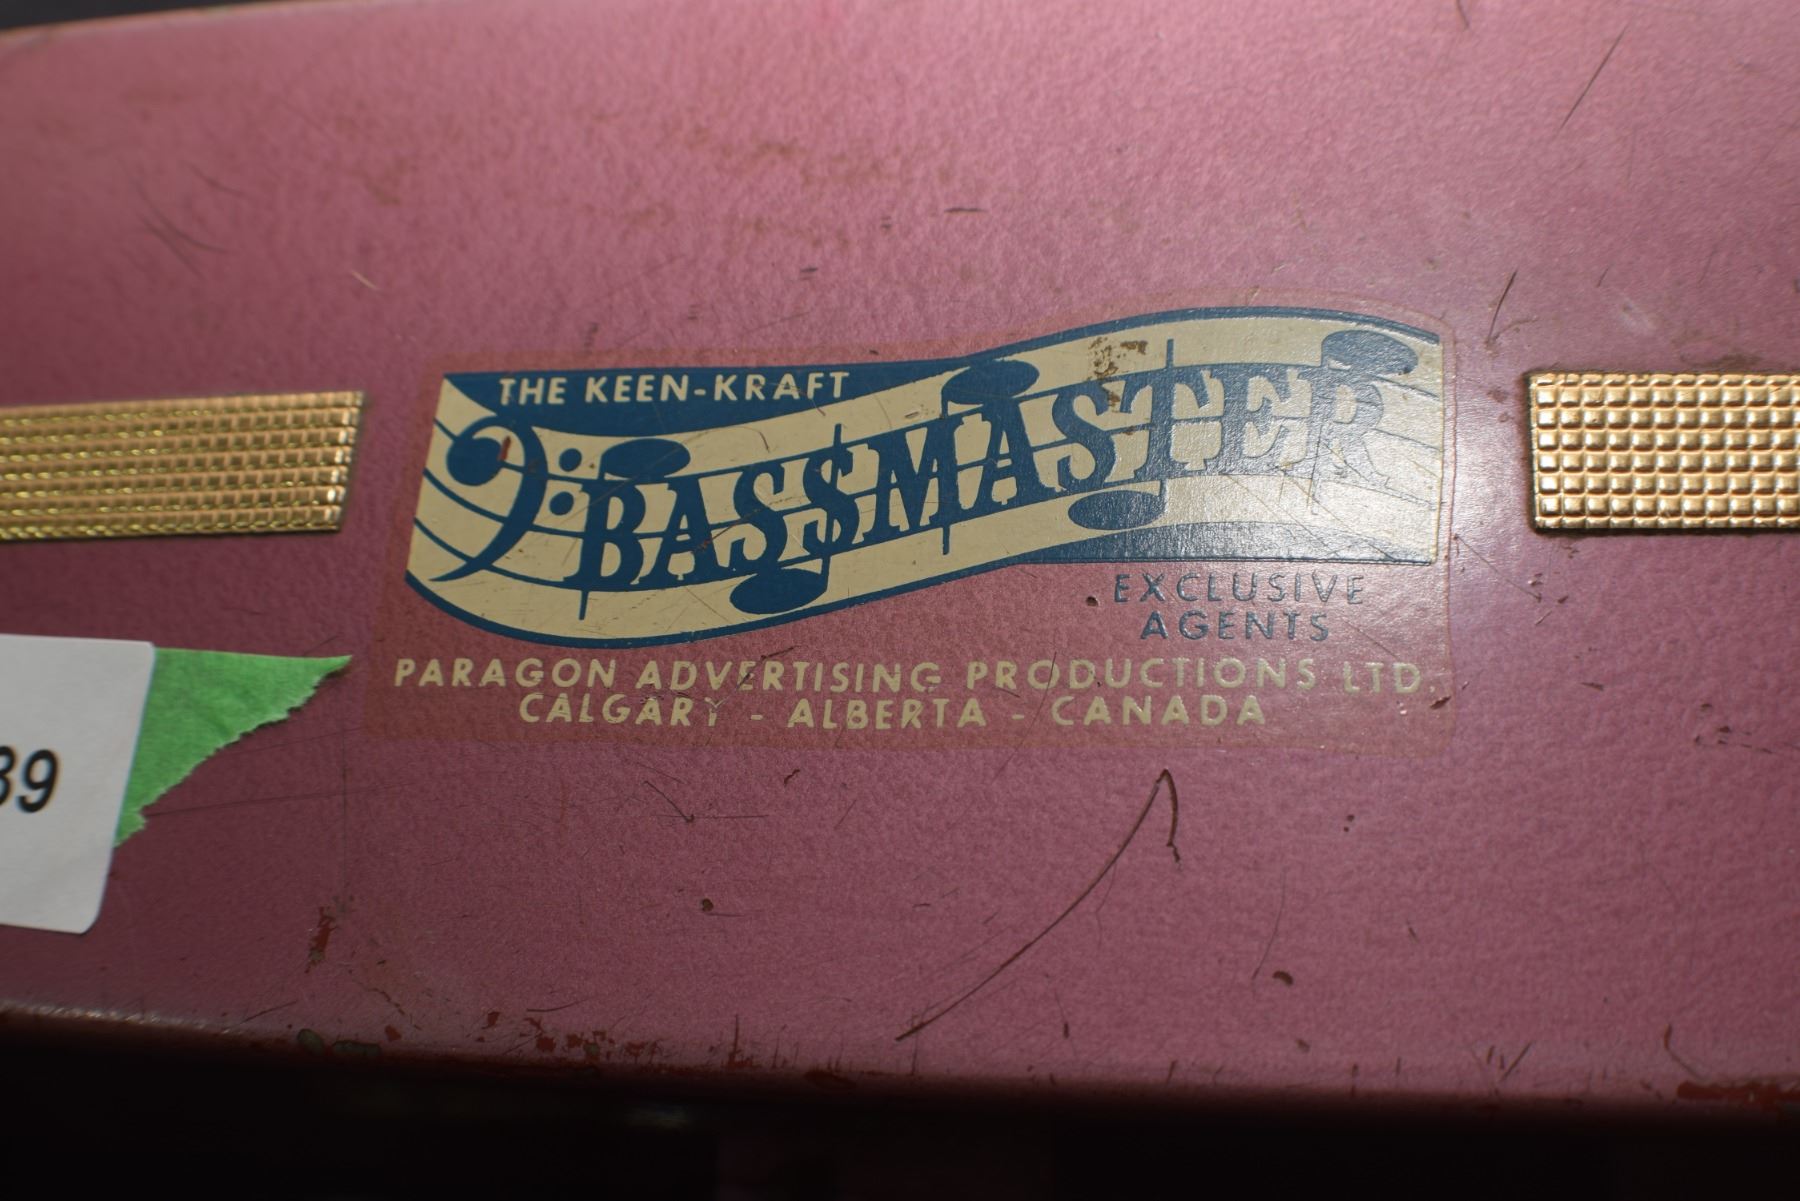 THE KEEN-KRAFT
BASSMASTER
EXCLUSIVE
AGENTS
PARAGON ADVERTISING PRODUCTIONS LTD.
CALGARY - ALBERTA - CANADA
39